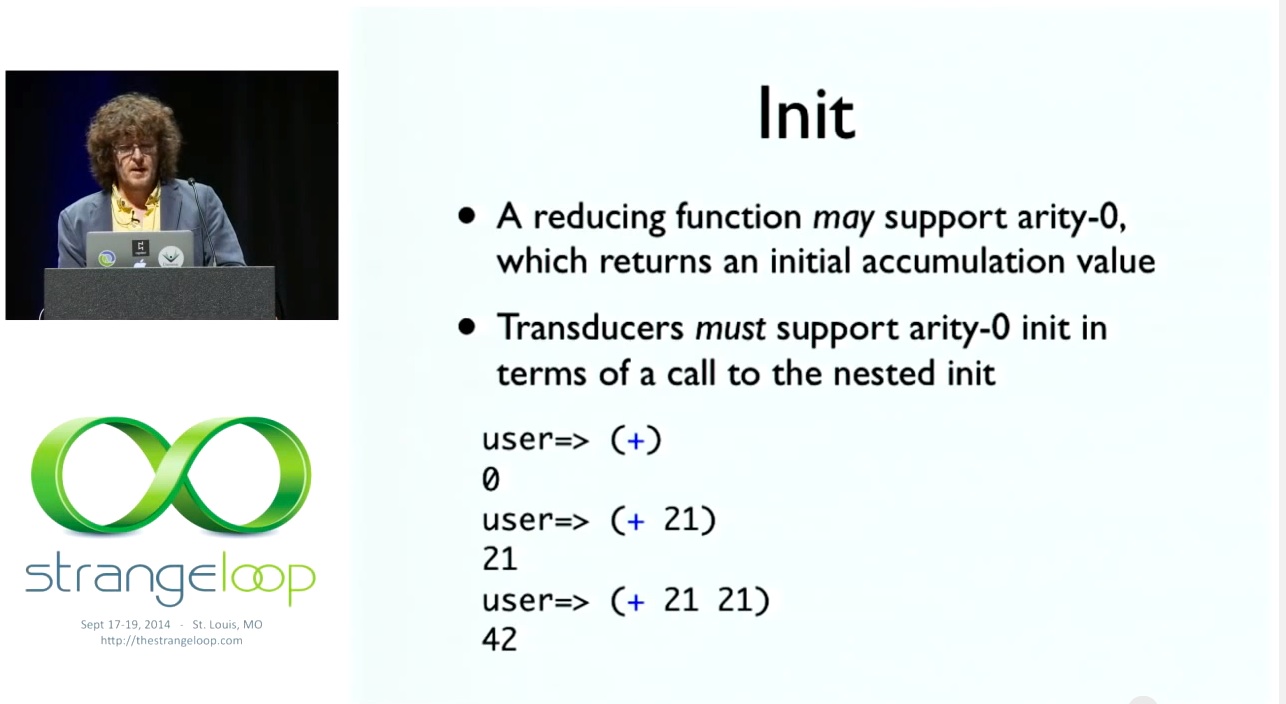 Init
• A reducing function may support arity-0,
which returns an initial accumulation value
• Transducers must support arity-0 init in
terms of a call to the nested init
user=> (+)
0
user=> (+ 21)
21
user=> (+ 21 21)
42
strangeloop
Sept 17-19, 2014 - St. Louis, MO
http://thestrangeloop.com